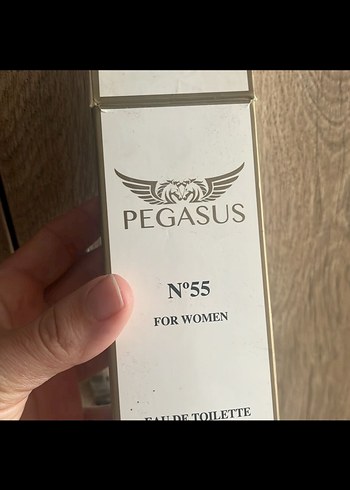 PEGASUS
Nº55
FOR WOMEN
EAU DE TOILETTE